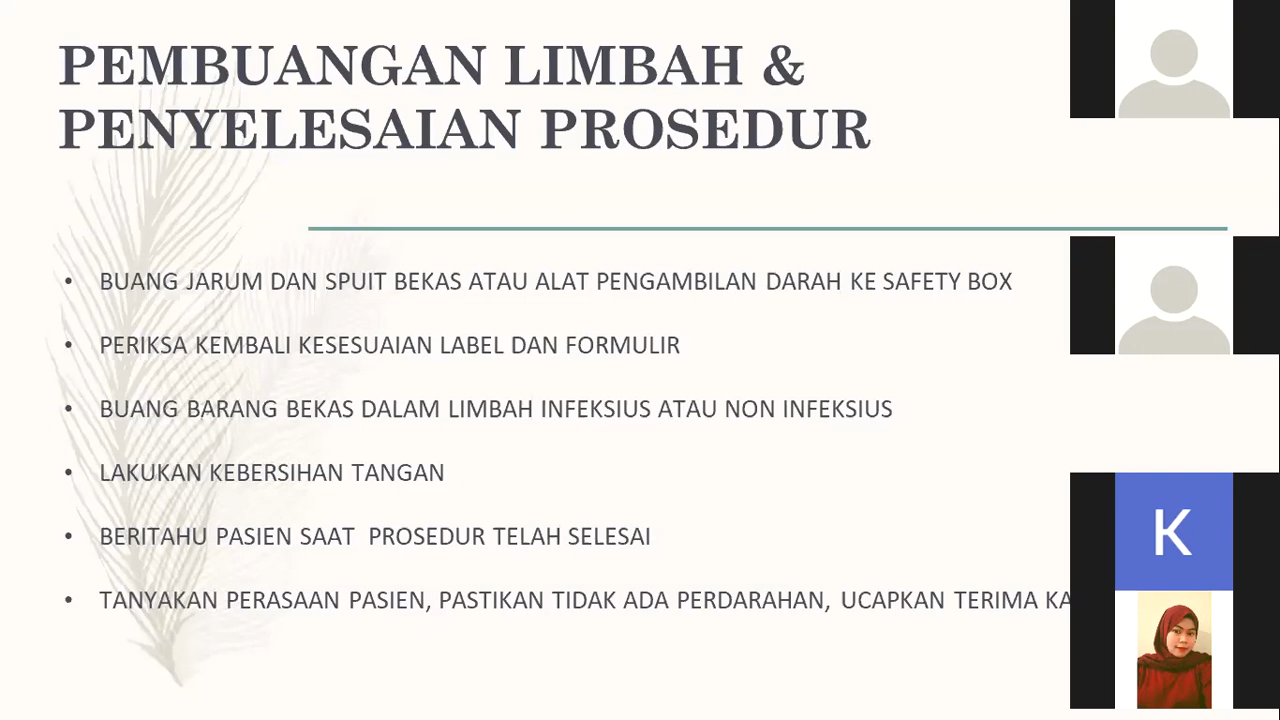 PEMBUANGAN LIMBAH &
PENYELESAIAN PROSEDUR
• BUANG JARUM DAN SPUIT BEKAS ATAU ALAT PENGAMBILAN DARAH KE SAFETY BOX
• PERIKSA KEMBALI KESESUAIAN LABEL DAN FORMULIR
• BUANG BARANG BEKAS DALAM LIMBAH INFEKSIUS ATAU NON INFEKSIUS
• LAKUKAN KEBERSIHAN TANGAN
• BERITAHU PASIEN SAAT PROSEDUR TELAH SELESAI
• TANYAKAN PERASAAN PASIEN, PASTIKAN TIDAK ADA PERDARAHAN, UCAPKAN TERIMA
K